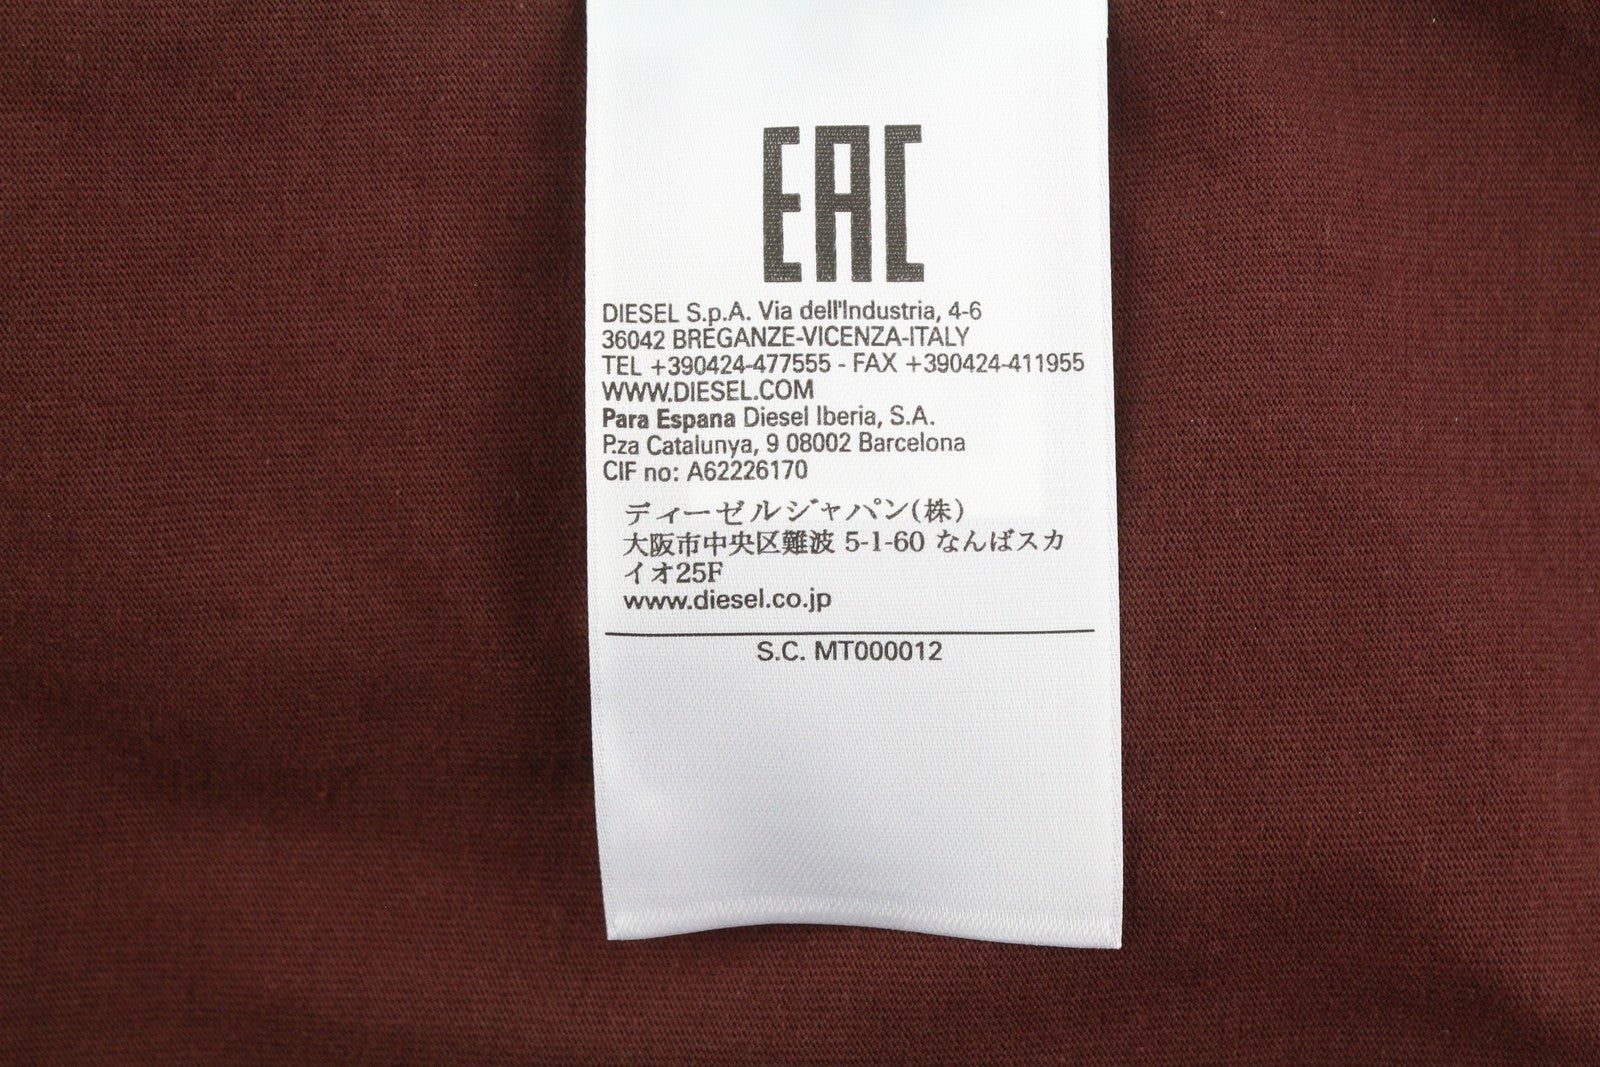 EAC
DIESEL S.p.A. Via dell'Industria, 4-6
36042 BREGANZE-VICENZA-ITALY
TEL +390424-477555 - FAX +390424-411955
WWW.DIESEL.COM
Para Espana Diesel Iberia, S.A.
P.za Catalunya, 9 08002 Barcelona
CIF no: A62226170
ディーゼルジャパン(株)
大阪市中央区難波 5-1-60 なんばスカ
イオ25F
www.diesel.co.jp
S.C. MT000012